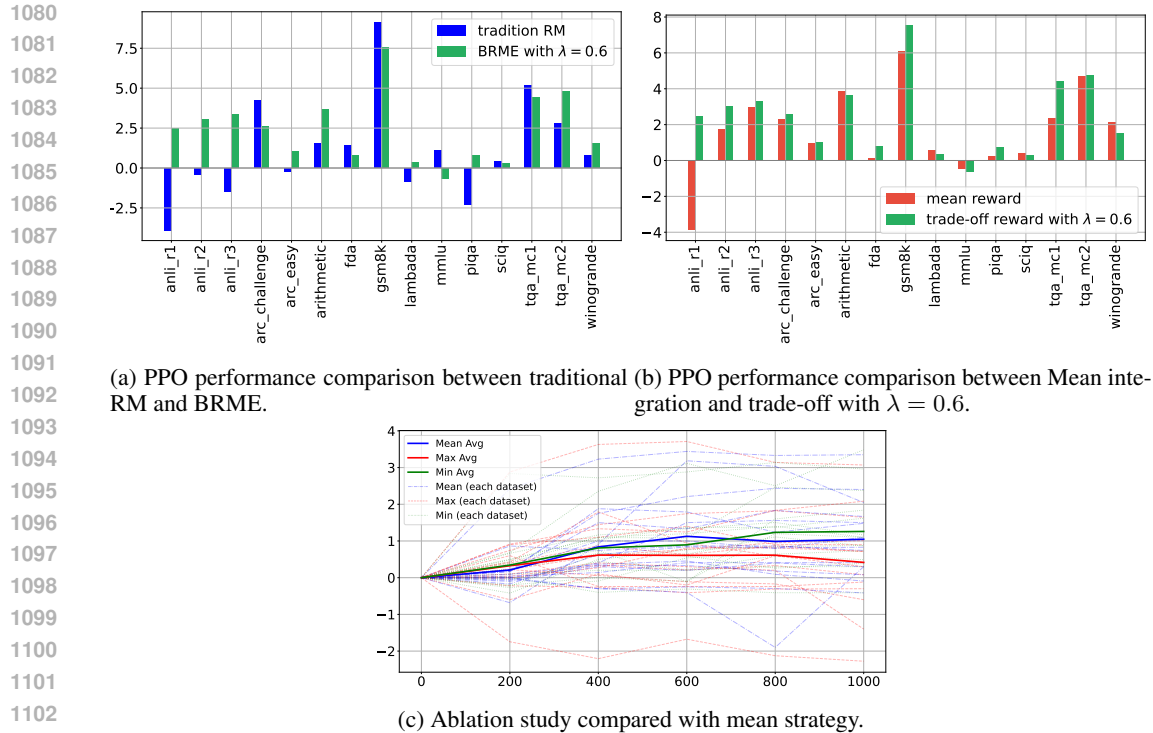 1080
1081
1082
1083
1084
1085
1086
1087
1088
1089
1090
1091
1092
1093
1094
1095
1096
1097
1098
1099
1100
1101
1102
7.5
5.0
2.5
0.0
-2.5
tradition RM
BRME with λ = 0.6
anli_r1
anli_r2
anli_r3
arc_challenge
arc_easy
arithmetic
fda
gsm8k
lambada
mmlu
piqa
sciq
tqa_mc1
tqa_mc2
winogrande
(a) PPO performance comparison between traditional
RM and BRME.
8
6
4
2
0
−2
−4
mean reward
trade-off reward with λ = 0.6
anli_r1
anli_r2
anli_r3
arc_challenge
arc_easy
arithmetic
fda
gsm8k
lambada
mmlu
piqa
sciq
tqa_mc1
tqa_mc2
winogrande
(b) PPO performance comparison between Mean inte-
gration and trade-off with λ = 0.6.
4
3
2
1
0
−1
−2
Mean Avg
Max Avg
Min Avg
Mean (each dataset)
Max (each dataset)
Min (each dataset)
0 200 400 600 800 1000
(c) Ablation study compared with mean strategy.